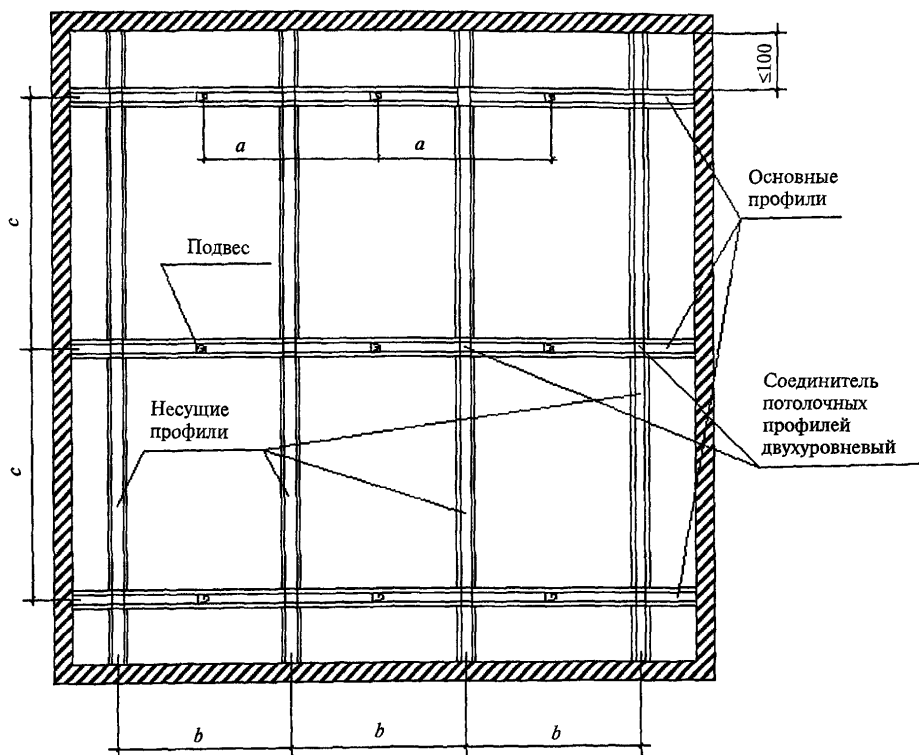 ≤100
a
a
Основные
профили
c
Подвес
Соединитель
потолочных
профилей
двухуровневый
Несущие
профили
c
b
b
b